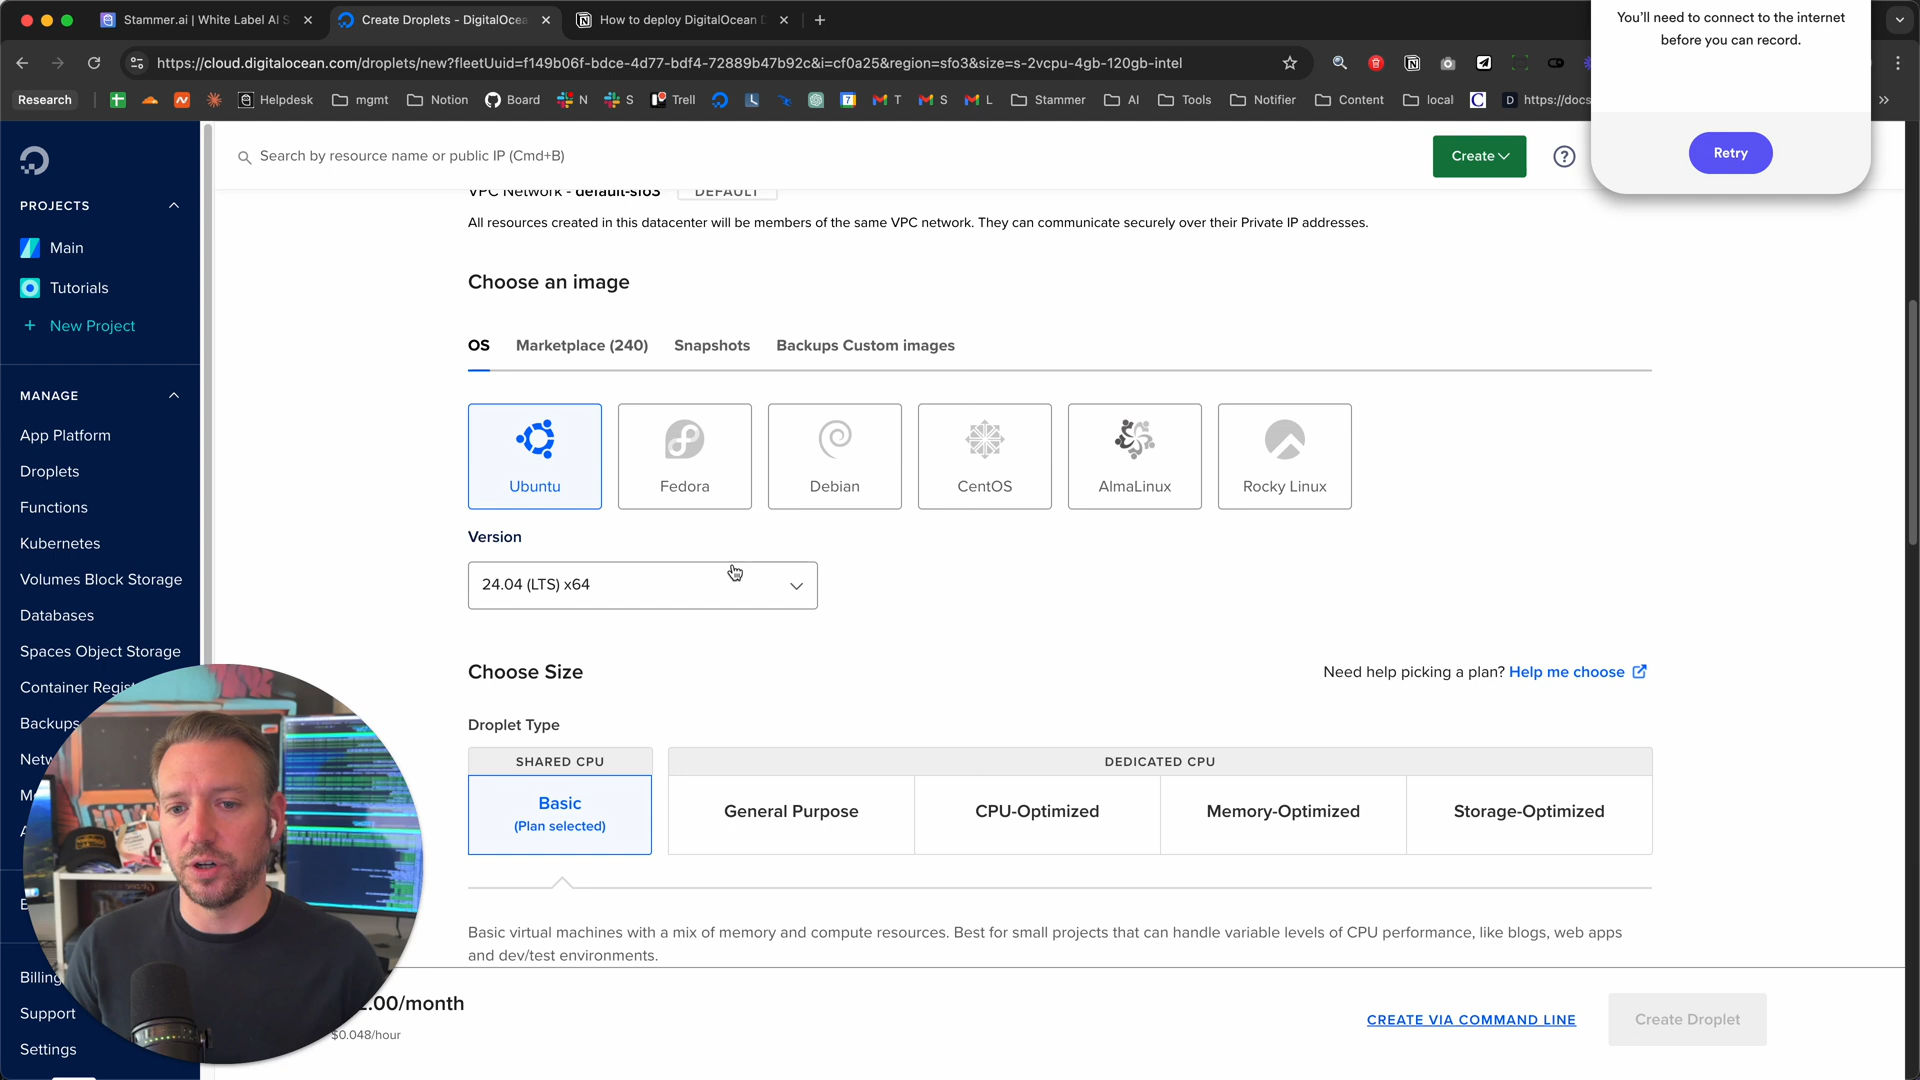 Stammer.ai | White Label AI S
Create Droplets - DigitalOcea
How to deploy DigitalOcean D
You'll need to connect to the internet
before you can record.
Retry
https://cloud.digitalocean.com/droplets/new?fleetUuid=f149b06f-bdce-4d77-bdf4-72889b47b92c&i=cf0a25&region=sfo3&size=s-2vcpu-4gb-120gb-intel
Research
Helpdesk
mgmt
Notion
Board
N
S
Trell
T
S
L
Stammer
AI
Tools
Notifier
Content
local
https://docs
Search by resource name or public IP (Cmd+B)
Create
PROJECTS
Main
Tutorials
+ New Project
MANAGE
App Platform
Droplets
Functions
Kubernetes
Volumes Block Storage
Databases
Spaces Object Storage
Container Regist
Backups
Netw
M
A
B
Billing
Support
Settings
VPC Network - default-sfo3
DEFAULT
All resources created in this datacenter will be members of the same VPC network. They can communicate securely over their Private IP addresses.
Choose an image
OS
Marketplace (240)
Snapshots
Backups Custom images
Ubuntu
Fedora
Debian
CentOS
AlmaLinux
Rocky Linux
Version
24.04 (LTS) x64
Choose Size
Need help picking a plan? Help me choose
Droplet Type
SHARED CPU
DEDICATED CPU
Basic
(Plan selected)
General Purpose
CPU-Optimized
Memory-Optimized
Storage-Optimized
Basic virtual machines with a mix of memory and compute resources. Best for small projects that can handle variable levels of CPU performance, like blogs, web apps
and dev/test environments.
.00/month
$0.048/hour
CREATE VIA COMMAND LINE
Create Droplet